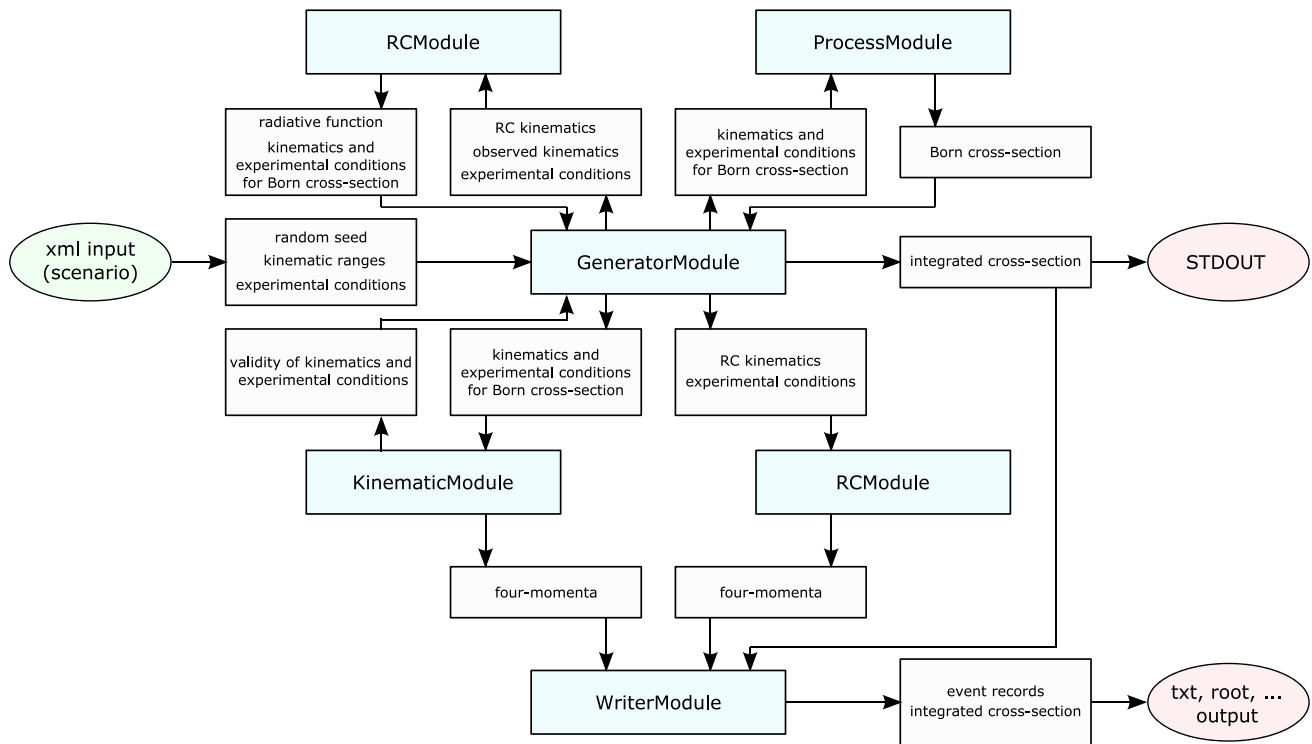 RCModule
ProcessModule
radiative function
kinematics and
experimental conditions
for Born cross-section
RC kinematics
observed kinematics
experimental conditions
kinematics and
experimental conditions
for Born cross-section
Born cross-section
xml input
(scenario)
random seed
kinematic ranges
experimental conditions
GeneratorModule
integrated cross-section
STDOUT
validity of kinematics and
experimental conditions
kinematics and
experimental conditions
for Born cross-section
RC kinematics
experimental conditions
KinematicModule
RCModule
four-momenta
four-momenta
WriterModule
event records
integrated cross-section
txt, root, ...
output